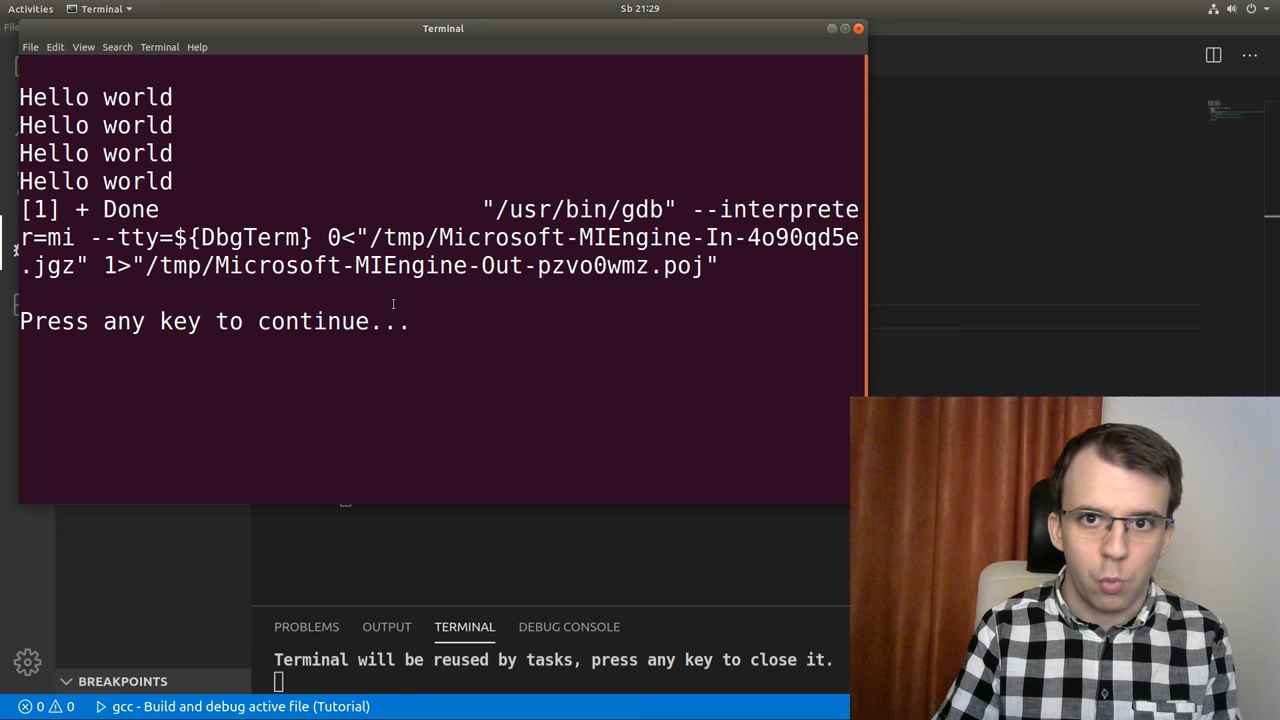 Activities Terminal Sb 21:29
Terminal
File Edit View Search Terminal Help
Hello world
Hello world
Hello world
Hello world
[1] + Done "/usr/bin/gdb" --interprete
r=mi --tty=${DbgTerm} 0<"/tmp/Microsoft-MIEngine-In-4o90qd5e
.jgz" 1>"/tmp/Microsoft-MIEngine-Out-pzvo0wmz.poj"
Press any key to continue...
PROBLEMS OUTPUT TERMINAL DEBUG CONSOLE
Terminal will be reused by tasks, press any key to close it.
BREAKPOINTS
0 0 gcc - Build and debug active file (Tutorial)